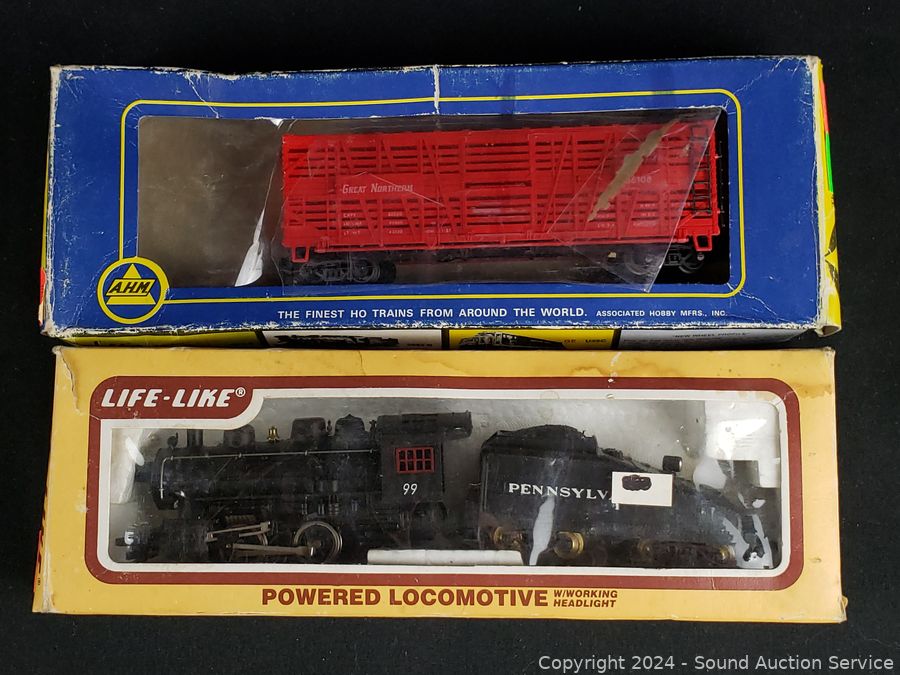 GREAT NORTHERN
A.H.M.
THE FINEST HO TRAINS FROM AROUND THE WORLD. ASSOCIATED HOBBY MFRS., INC.
LIFE-LIKE®
99
PENNSYLV
POWERED LOCOMOTIVE W/WORKING
HEADLIGHT
Copyright © 2024 - Sound Auction Service